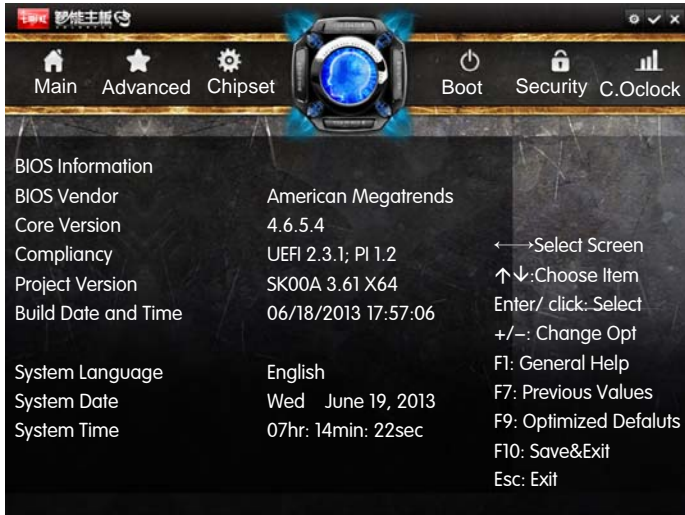 七彩虹 智能主板
Main Advanced Chipset Boot Security C.Oclock
BIOS Information
BIOS Vendor American Megatrends
Core Version 4.6.5.4
Compliancy UEFI 2.3.1; PI 1.2
Project Version SK00A 3.61 X64
Build Date and Time 06/18/2013 17:57:06
System Language English
System Date Wed June 19, 2013
System Time 07hr: 14min: 22sec
←→Select Screen
↑↓:Choose Item
Enter/ click: Select
+/−: Change Opt
F1: General Help
F7: Previous Values
F9: Optimized Defaluts
F10: Save&Exit
Esc: Exit